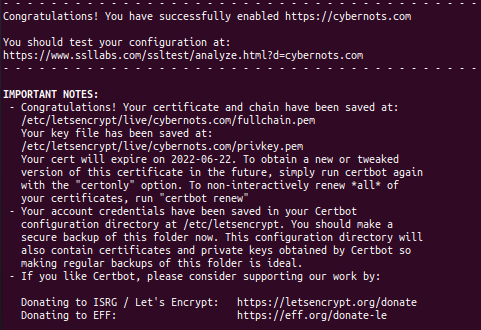 - - - - - - - - - - - - - - - - - - - - - - - - - - - - - - - - - - - - - - - -
Congratulations! You have successfully enabled https://cybernots.com
You should test your configuration at:
https://www.ssllabs.com/ssltest/analyze.html?d=cybernots.com
- - - - - - - - - - - - - - - - - - - - - - - - - - - - - - - - - - - - - - - -
IMPORTANT NOTES:
- Congratulations! Your certificate and chain have been saved at:
/etc/letsencrypt/live/cybernots.com/fullchain.pem
Your key file has been saved at:
/etc/letsencrypt/live/cybernots.com/privkey.pem
Your cert will expire on 2022-06-22. To obtain a new or tweaked
version of this certificate in the future, simply run certbot again
with the "certonly" option. To non-interactively renew *all* of
your certificates, run "certbot renew"
- Your account credentials have been saved in your Certbot
configuration directory at /etc/letsencrypt. You should make a
secure backup of this folder now. This configuration directory will
also contain certificates and private keys obtained by Certbot so
making regular backups of this folder is ideal.
- If you like Certbot, please consider supporting our work by:
Donating to ISRG / Let's Encrypt: https://letsencrypt.org/donate
Donating to EFF: https://eff.org/donate-le